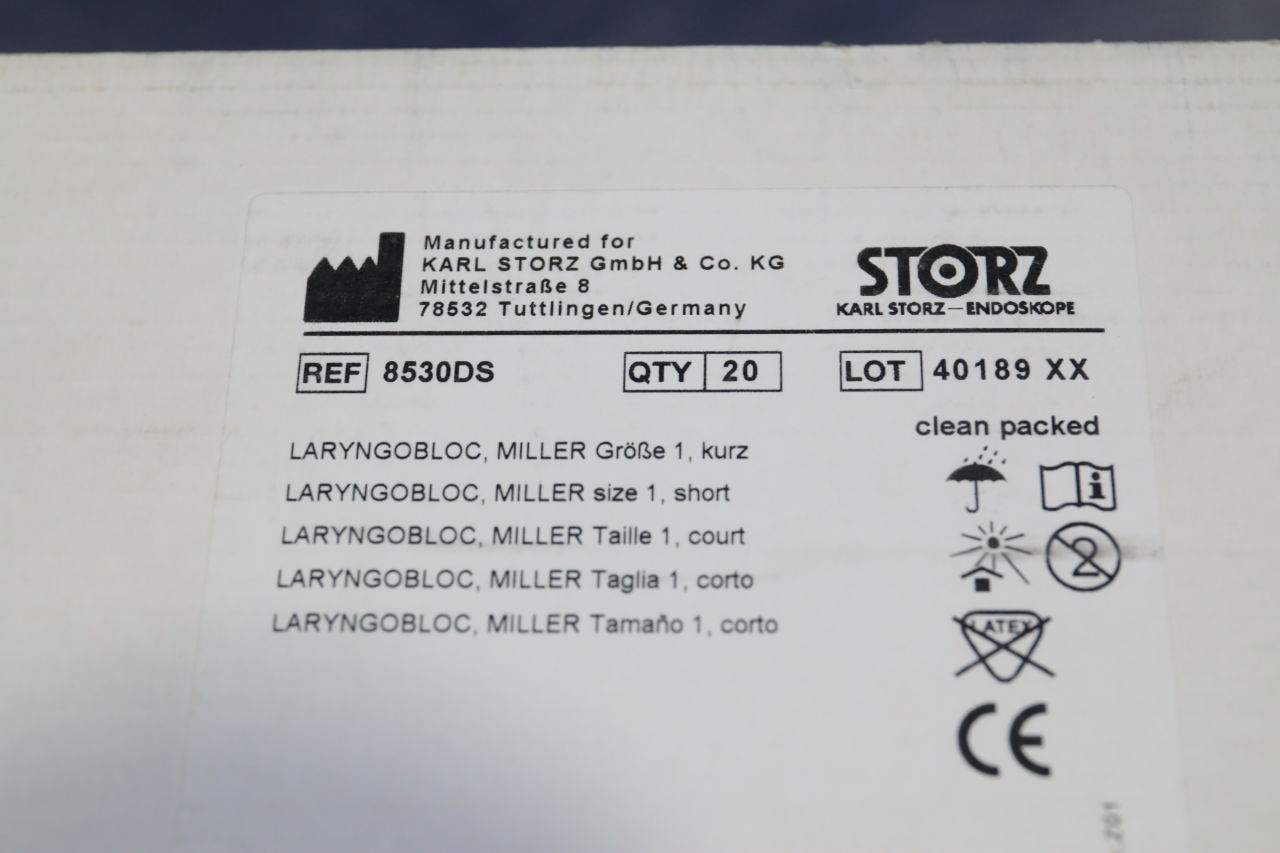 Manufactured for
KARL STORZ GmbH & Co. KG
Mittelstraße 8
78532 Tuttlingen/Germany
STORZ
KARL STORZ—ENDOSKOPE
REF 8530DS
QTY 20
LOT 40189 XX
clean packed
LARYNGOBLOC, MILLER Größe 1, kurz
LARYNGOBLOC, MILLER size 1, short
LARYNGOBLOC, MILLER Taille 1, court
LARYNGOBLOC, MILLER Taglia 1, corto
LARYNGOBLOC, MILLER Tamaño 1, corto
i
2
LATEX
CE